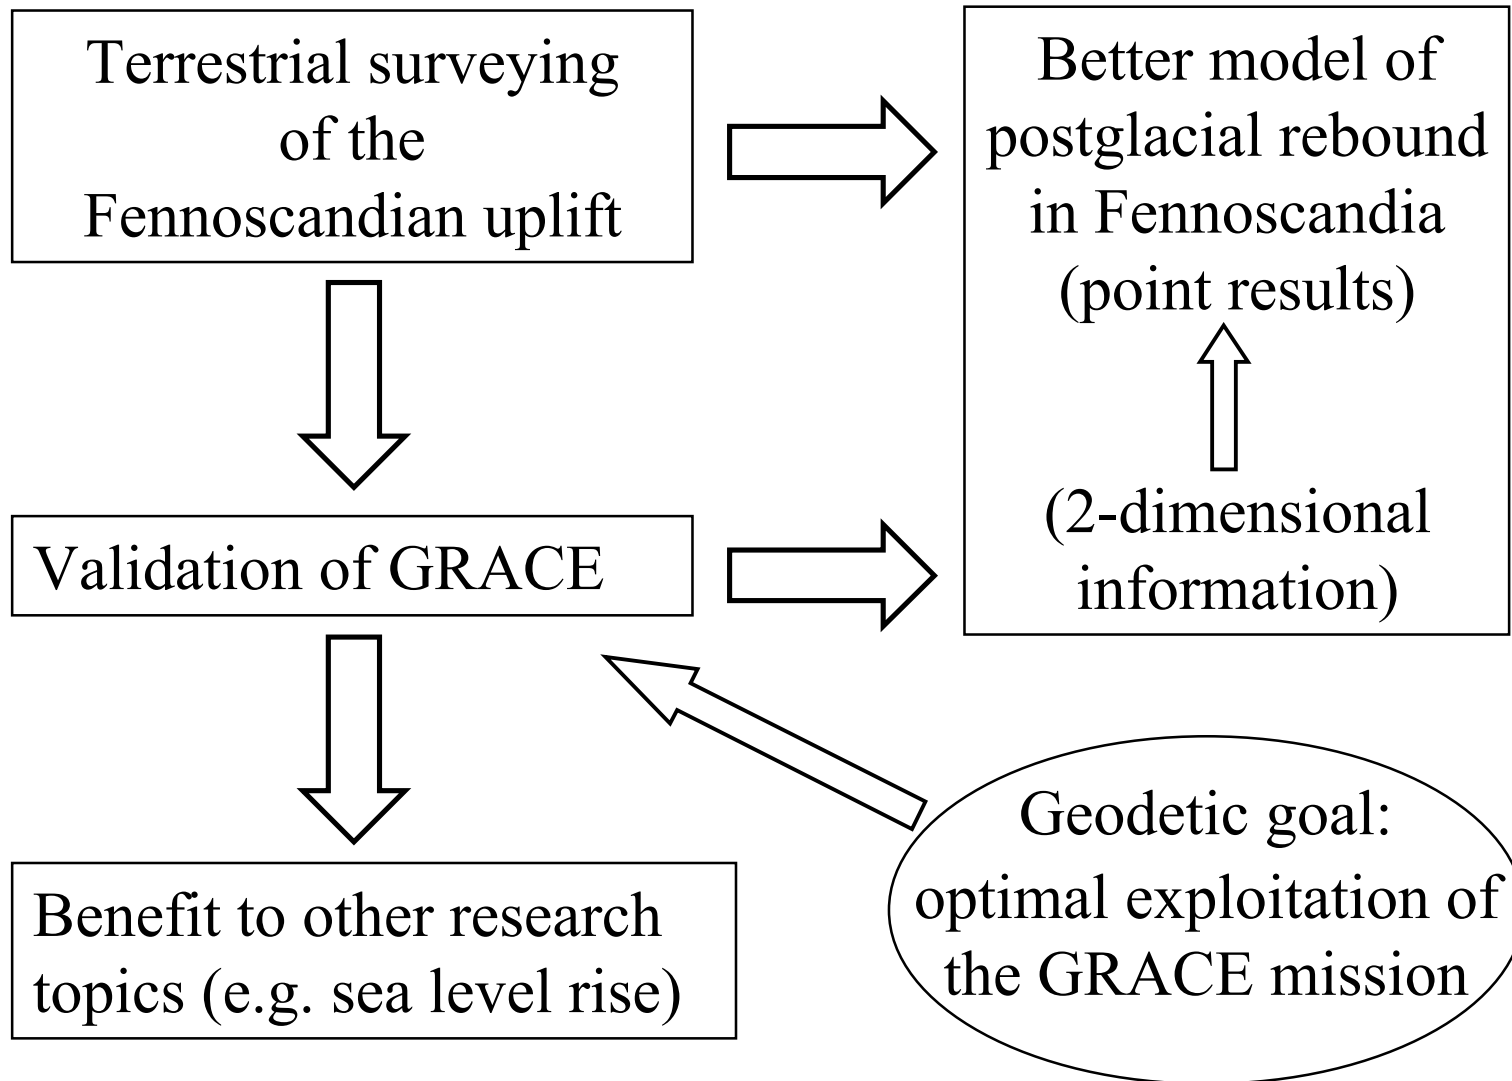 Terrestrial surveying
of the
Fennoscandian uplift
Better model of
postglacial rebound
in Fennoscandia
(point results)
(2-dimensional
information)
Validation of GRACE
Benefit to other research
topics (e.g. sea level rise)
Geodetic goal:
optimal exploitation of
the GRACE mission